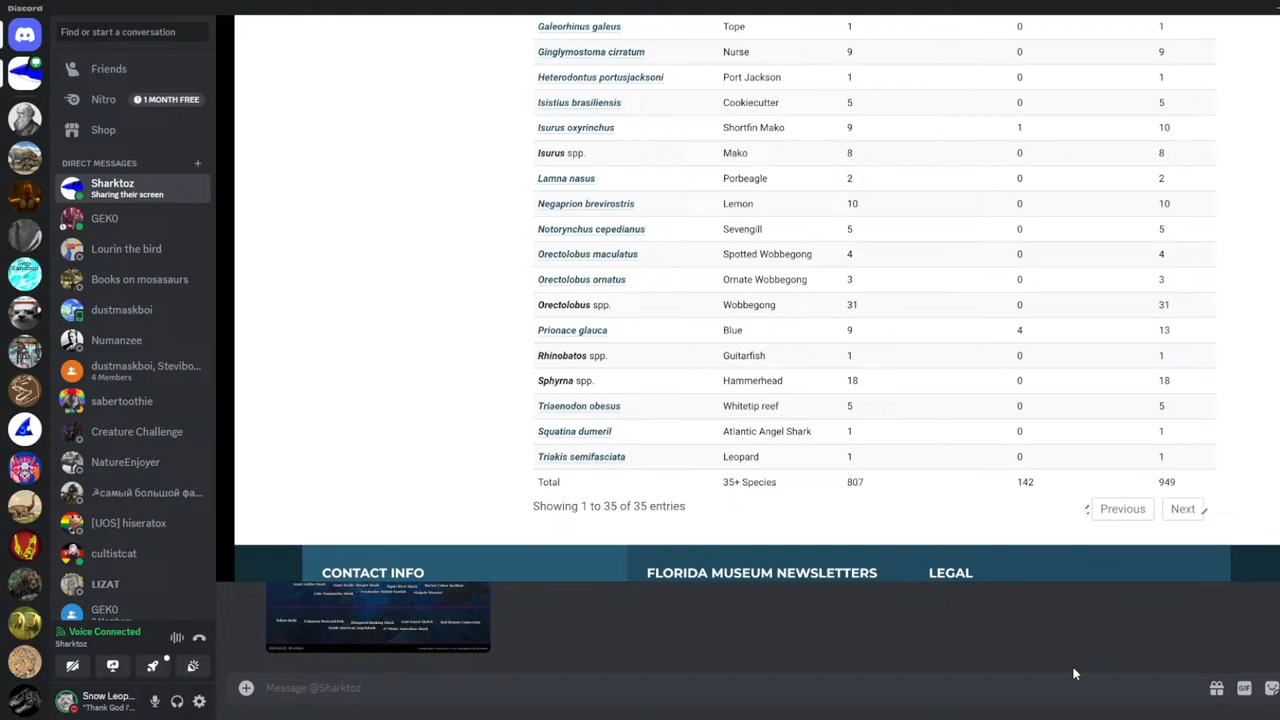 Discord
Find or start a conversation
Friends
Nitro
1 MONTH FREE
Shop
DIRECT MESSAGES
Sharktoz
Sharing their screen
GEKO
Lourin the bird
Books on mosasaurs
dustmaskboi
Numanzee
dustmaskboi, Stevibo...
4 Members
sabertoothie
Creature Challenge
NatureEnjoyer
☭самый большой фа...
[UOS] hiseratox
cultistcat
LIZAT
GEKO
Voice Connected
Sharktoz
Snow Leop...
"Thank God I'...
Galeorhinus galeus Tope 1 0 1
Ginglymostoma cirratum Nurse 9 0 9
Heterodontus portusjacksoni Port Jackson 1 0 1
Isistius brasiliensis Cookiecutter 5 0 5
Isurus oxyrinchus Shortfin Mako 9 1 10
Isurus spp. Mako 8 0 8
Lamna nasus Porbeagle 2 0 2
Negaprion brevirostris Lemon 10 0 10
Notorynchus cepedianus Sevengill 5 0 5
Orectolobus maculatus Spotted Wobbegong 4 0 4
Orectolobus ornatus Ornate Wobbegong 3 0 3
Orectolobus spp. Wobbegong 31 0 31
Prionace glauca Blue 9 4 13
Rhinobatos spp. Guitarfish 1 0 1
Sphyrna spp. Hammerhead 18 0 18
Triaenodon obesus Whitetip reef 5 0 5
Squatina dumeril Atlantic Angel Shark 1 0 1
Triakis semifasciata Leopard 1 0 1
Total 35+ Species 807 142 949
Showing 1 to 35 of 35 entries
Previous
Next
CONTACT INFO
FLORIDA MUSEUM NEWSLETTERS
LEGAL
Message @Sharktoz
GIF